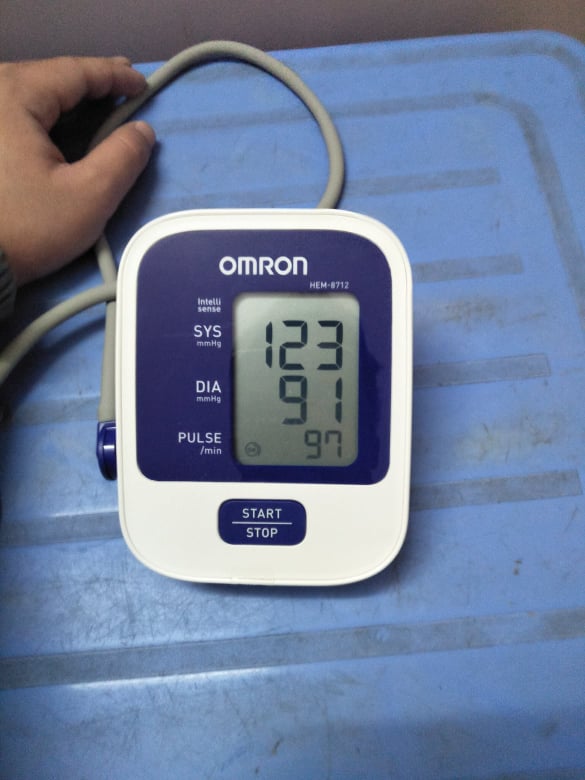 OMRON
HEM-8712
Intelli
sense
SYS
mmHg
123
DIA
mmHg
91
PULSE
/min
97
START
STOP